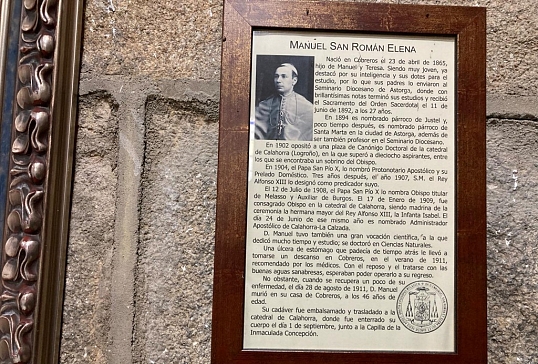 MANUEL SAN ROMÁN ELENA
Nació en Cobreros el 23 de abril de 1865,
hijo de Manuel y Teresa. Siendo muy joven, ya
destacó por su inteligencia y sus dotes para el
estudio, por lo que sus padres lo enviaron al
Seminario Diocesano de Astorga, donde con
brillantísimas notas terminó sus estudios y recibió
el Sacramento del Orden Sacerdotal el 11 de
junio de 1892, a los 27 años.
En 1894 es nombrado párroco de Justel y,
poco tiempo después, es nombrado párroco de
Santa Marta en la ciudad de Astorga, además de
ser también profesor en el Seminario Diocesano.
En 1902 opositó a una plaza de Canónigo Doctoral de la catedral
de Calahorra (Logroño), en la que superó a dieciocho aspirantes, entre
los que se encontraba un sobrino del Obispo.
En 1904, el Papa San Pío X, lo nombró Protonotario Apostólico y su
Prelado Doméstico. Tres años después, el año 1907, S.M. el Rey
Alfonso XIII lo designó como predicador suyo.
El 12 de Julio de 1908, el Papa San Pío X lo nombra Obispo titular
de Melasso y Auxiliar de Burgos. El 17 de Enero de 1909, fue
consagrado Obispo en la catedral de Calahorra, siendo madrina de la
ceremonia la hermana mayor del Rey Alfonso XIII, la Infanta Isabel. El
día 24 de Junio de ese mismo año es nombrado Administrador
Apostólico de Calahorra-La Calzada.
D. Manuel tuvo también una gran vocación científica, a la que
dedicó mucho tiempo y estudio; se doctoró en Ciencias Naturales.
Una úlcera de estómago que padecía de tiempo atrás le llevó a
tomarse un descanso en Cobreros, en el verano de 1911,
recomendado por los médicos. Con el reposo y el tratarse con las
buenas aguas sanabresas, esperaban poder operarlo a su regreso.
No obstante, cuando se recupera un poco de su
enfermedad, el día 28 de agosto de 1911, D. Manuel
murió en su casa de Cobreros, a los 46 años de
edad.
Su cadáver fue embalsamado y trasladado a la
catedral de Calahorra, donde fue enterrado su
cuerpo el día 1 de septiembre, junto a la Capilla de la
Inmaculada Concepción.